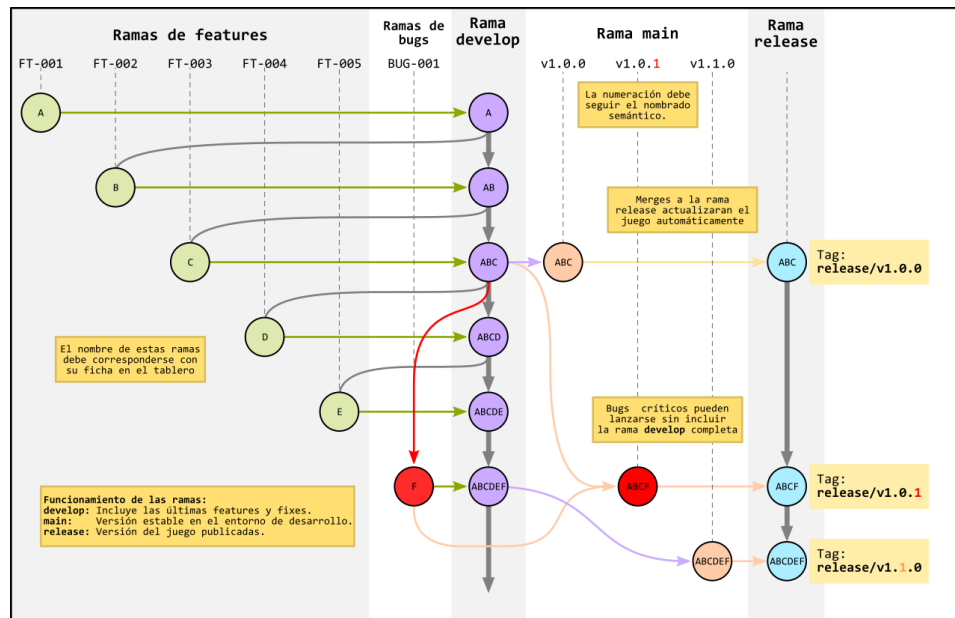 Ramas de features
Ramas de
bugs
Rama
develop
Rama main
Rama
release
FT-001
FT-002
FT-003
FT-004
FT-005
BUG-001
v1.0.0
v1.0.1
v1.1.0
La numeración debe
seguir el nombrado
semántico.
A
A
B
AB
Merges a la rama
release actualizaran el
juego automáticamente
C
ABC
ABC
ABC
Tag:
release/v1.0.0
D
ABCD
El nombre de estas ramas
debe corresponderse con
su ficha en el tablero
E
ABCDE
Bugs críticos pueden
lanzarse sin incluir
la rama develop completa
F
ABCDEF
ABCF
ABCF
Tag:
release/v1.0.1
Funcionamiento de las ramas:
develop: Incluye las últimas features y fixes.
main: Versión estable en el entorno de desarrollo.
release: Versión del juego publicadas.
ABCDEF
ABCDEF
Tag:
release/v1.1.0